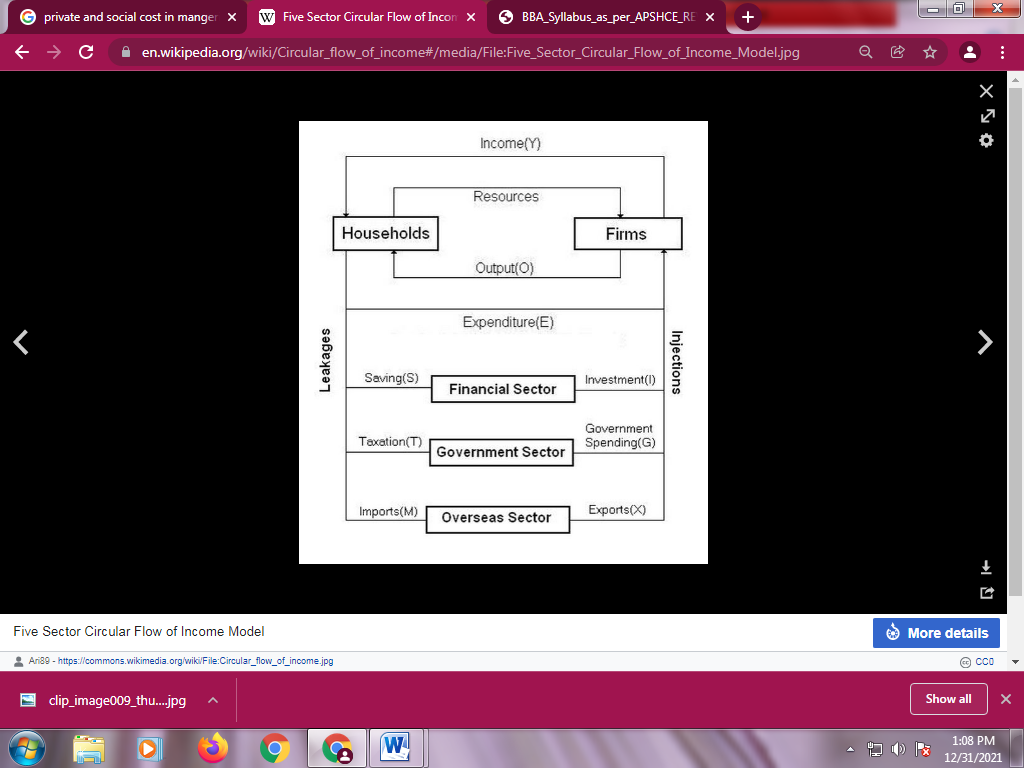 private and social cost in manger
Five Sector Circular Flow of Incom
BBA_Syllabus_as_per_APSHCE_RE
en.wikipedia.org/wiki/Circular_flow_of_income#/media/File:Five_Sector_Circular_Flow_of_Income_Model.jpg
Income(Y)
Resources
Households
Firms
Output(O)
Expenditure(E)
Leakages
Injections
Saving(S)
Financial Sector
Investment(I)
Taxation(T)
Government Sector
Government
Spending(G)
Imports(M)
Overseas Sector
Exports(X)
Five Sector Circular Flow of Income Model
More details
Ari89 - https://commons.wikimedia.org/wiki/File:Circular_flow_of_income.jpg
CC0
clip_image009_thu....jpg
Show all
1:08 PM
12/31/2021